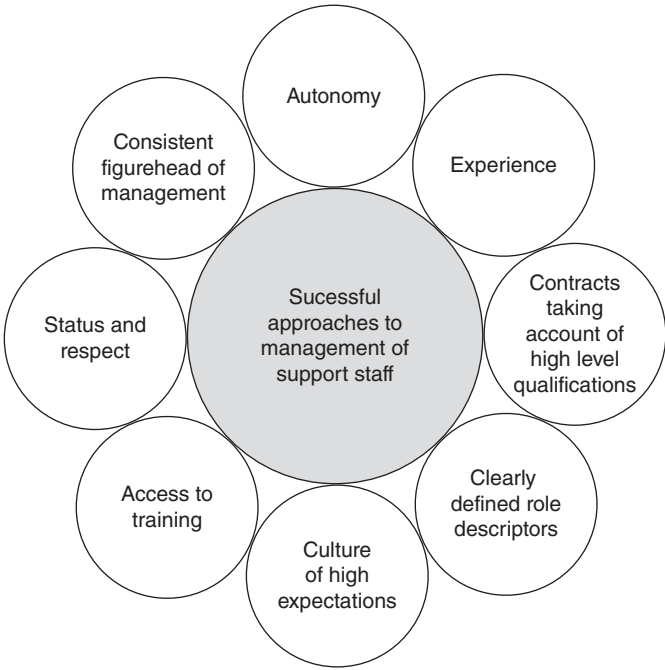 Autonomy
Experience
Contracts
taking
account of
high level
qualifications
Clearly
defined role
descriptors
Culture
of high
expectations
Access to
training
Status and
respect
Consistent
figurehead of
management
Sucessful
approaches to
management of
support staff